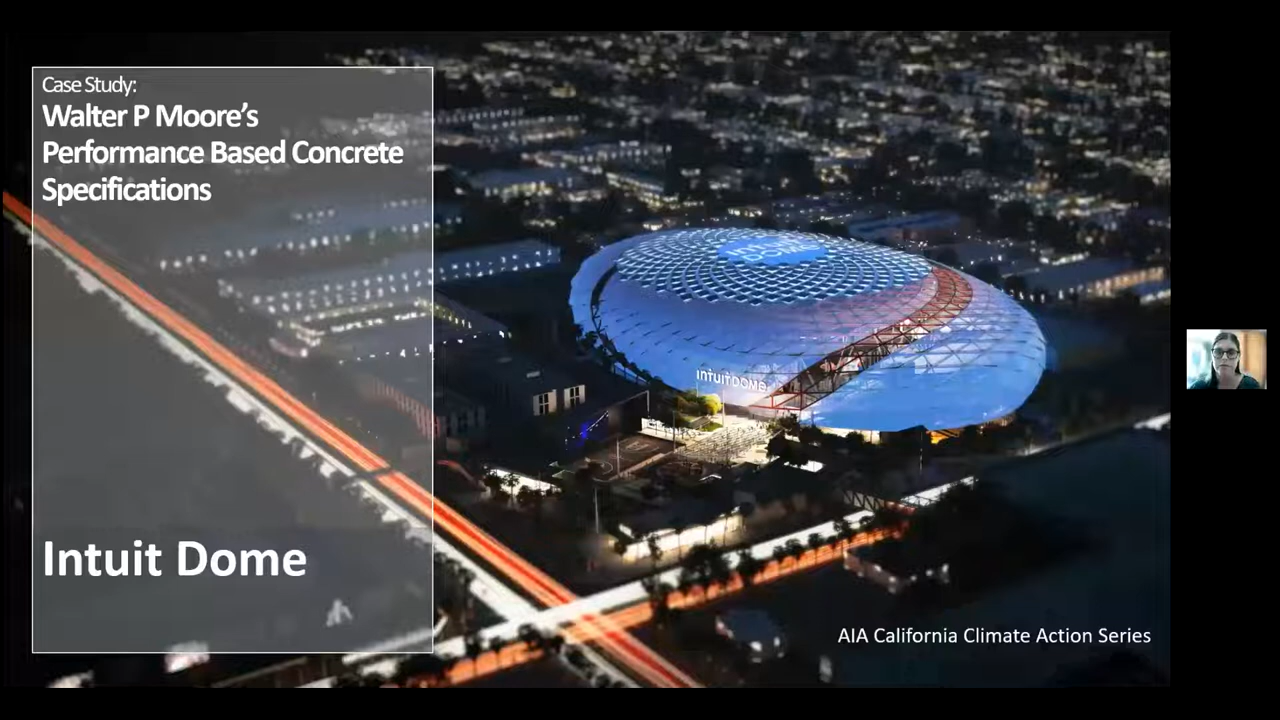 Case Study:
Walter P Moore's
Performance Based Concrete
Specifications
INTUIT
DOME
INTUIT DOME
Intuit Dome
AIA California Climate Action Series